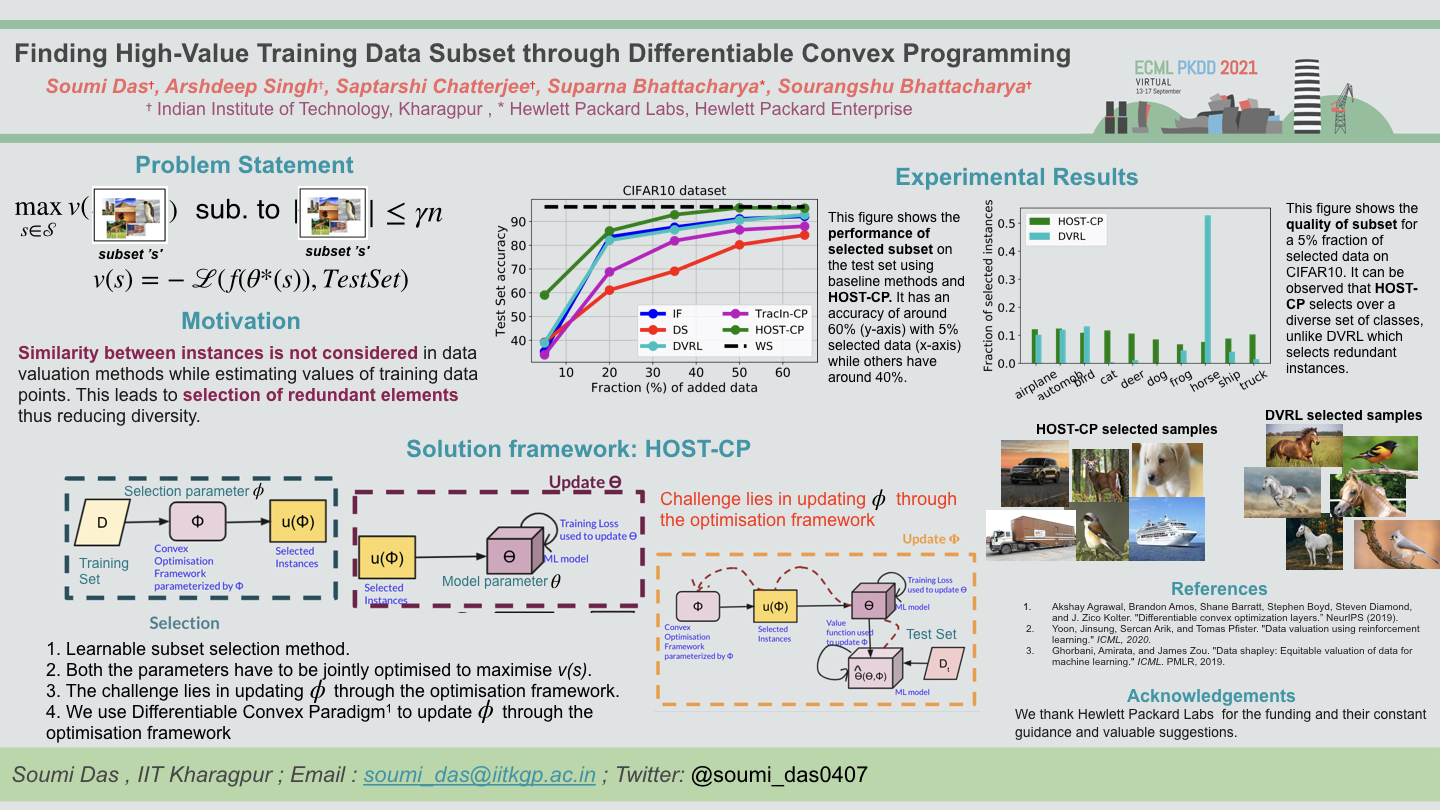 Finding High-Value Training Data Subset through Differentiable Convex Programming
Soumi Das†, Arshdeep Singh†, Saptarshi Chatterjee†, Suparna Bhattacharya*, Sourangshu Bhattacharya†
† Indian Institute of Technology, Kharagpur , * Hewlett Packard Labs, Hewlett Packard Enterprise
ECML PKDD 2021
VIRTUAL
13-17 September
Problem Statement
max v( ) sub. to | | ≤ γn
s∈𝒮
subset 's' subset 's'
v(s) = − ℒ(f(θ*(s)), TestSet)
Motivation
Similarity between instances is not considered in data
valuation methods while estimating values of training data
points. This leads to selection of redundant elements
thus reducing diversity.
Experimental Results
CIFAR10 dataset
Test Set accuracy
90
80
70
60
50
40
10 20 30 40 50 60
Fraction (%) of added data
IF
DS
DVRL
TracIn-CP
HOST-CP
WS
This figure shows the
performance of
selected subset on
the test set using
baseline methods and
HOST-CP. It has an
accuracy of around
60% (y-axis) with 5%
selected data (x-axis)
while others have
around 40%.
Fraction of selected instances
0.5
0.4
0.3
0.2
0.1
0.0
HOST-CP
DVRL
airplane
automob
bird
cat
deer
dog
frog
horse
ship
truck
This figure shows the
quality of subset for
a 5% fraction of
selected data on
CIFAR10. It can be
observed that HOST-
CP selects over a
diverse set of classes,
unlike DVRL which
selects redundant
instances.
HOST-CP selected samples
DVRL selected samples
Solution framework: HOST-CP
Selection parameter ϕ
D
Φ
u(Φ)
Training
Set
Convex
Optimisation
Framework
parameterized by Φ
Selected
Instances
Selection
Update Θ
u(Φ)
Θ
Training Loss
used to update Θ
ML model
Model parameter θ
Selected
Instances
Challenge lies in updating ϕ through
the optimisation framework
Update Φ
Φ
u(Φ)
Θ
Training Loss
used to update Θ
ML model
Convex
Optimisation
Framework
parameterized by Φ
Selected
Instances
Value
function used
to update Φ
Test Set
Θ̂(Θ,Φ)
Dt
ML model
1. Learnable subset selection method.
2. Both the parameters have to be jointly optimised to maximise v(s).
3. The challenge lies in updating ϕ through the optimisation framework.
4. We use Differentiable Convex Paradigm¹ to update ϕ through the
optimisation framework
References
1. Akshay Agrawal, Brandon Amos, Shane Barratt, Stephen Boyd, Steven Diamond,
and J. Zico Kolter. "Differentiable convex optimization layers." NeurIPS (2019).
2. Yoon, Jinsung, Sercan Arik, and Tomas Pfister. "Data valuation using reinforcement
learning." ICML, 2020.
3. Ghorbani, Amirata, and James Zou. "Data shapley: Equitable valuation of data for
machine learning." ICML. PMLR, 2019.
Acknowledgements
We thank Hewlett Packard Labs for the funding and their constant
guidance and valuable suggestions.
Soumi Das , IIT Kharagpur ; Email : soumi_das@iitkgp.ac.in ; Twitter: @soumi_das0407